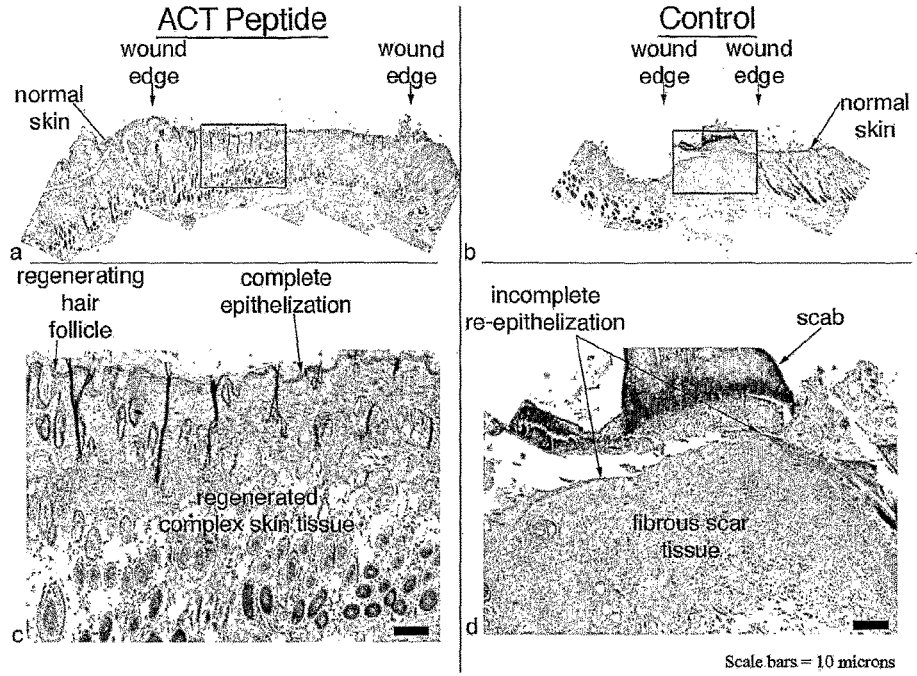 ACT Peptide
wound
edge
wound
edge
normal
skin
a
Control
wound
edge
wound
edge
normal
skin
b
regenerating
hair
follicle
complete
epithelization
regenerated
complex skin tissue
c
incomplete
re-epithelization
scab
fibrous scar
tissue
d
Scale bars = 10 microns